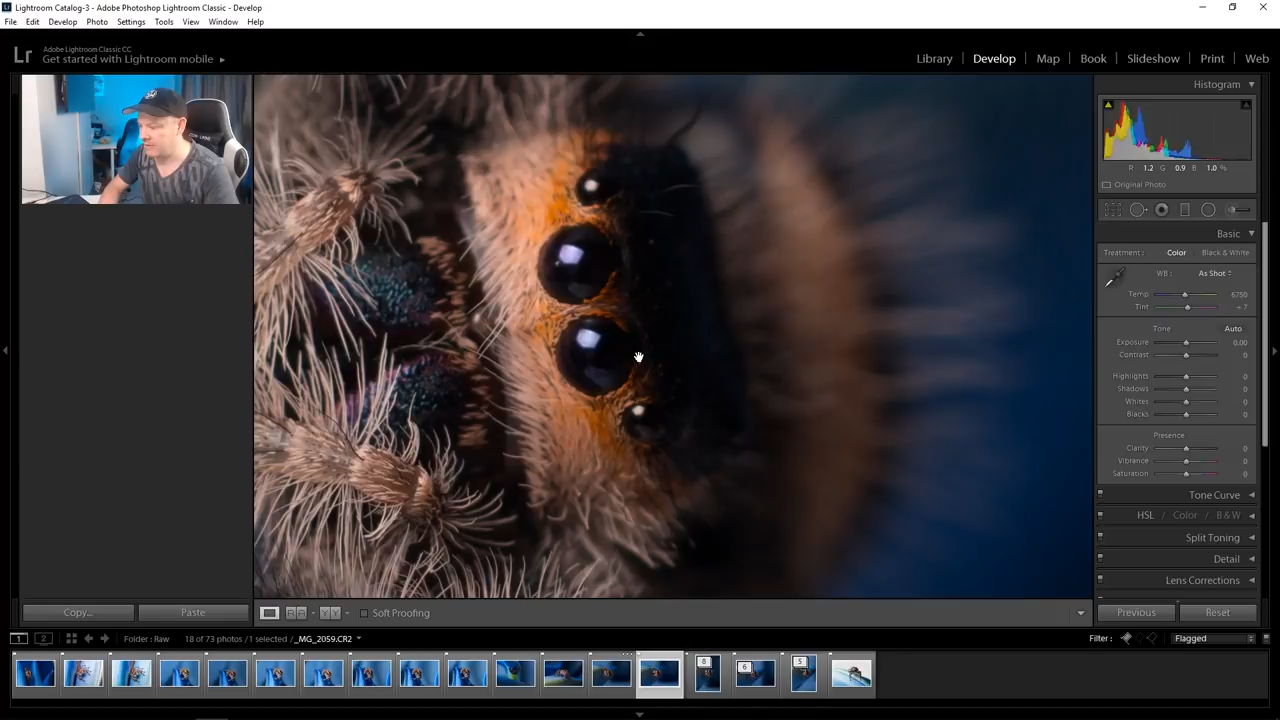 Lightroom Catalog-3 - Adobe Photoshop Lightroom Classic - Develop
File Edit Develop Photo Settings Tools View Window Help
Lr
Adobe Lightroom Classic CC
Get started with Lightroom mobile
Library | Develop | Map | Book | Slideshow | Print | Web
Histogram
R 1.2 G 0.9 B 1.0 %
Original Photo
Basic
Treatment: Color Black & White
WB: As Shot
Temp 6750
Tint + 7
Tone Auto
Exposure 0.00
Contrast 0
Highlights 0
Shadows 0
Whites 0
Blacks 0
Presence
Clarity 0
Vibrance 0
Saturation 0
Tone Curve
HSL / Color / B & W
Split Toning
Detail
Lens Corrections
Copy... Paste
Soft Proofing
Previous Reset
1 2 Folder: Raw 18 of 73 photos / 1 selected / _MG_2059.CR2
Filter: Flagged
8 6 5